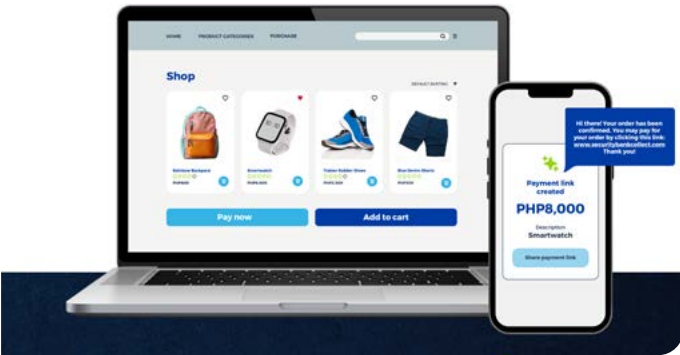 HOME PRODUCT CATEGORIES PURCHASE
Shop
DEFAULT SORTING
Rainbow Backpack
Smartwatch
Trainer Rubber Shoes
Blue Denim Shorts
PHP8,000
Pay now
Add to cart
Hi there! Your order has been
confirmed. You may pay for
your order by clicking this link:
www.securitybankcollect.com
Thank you!
Payment link
created
PHP8,000
Description
Smartwatch
Share payment link